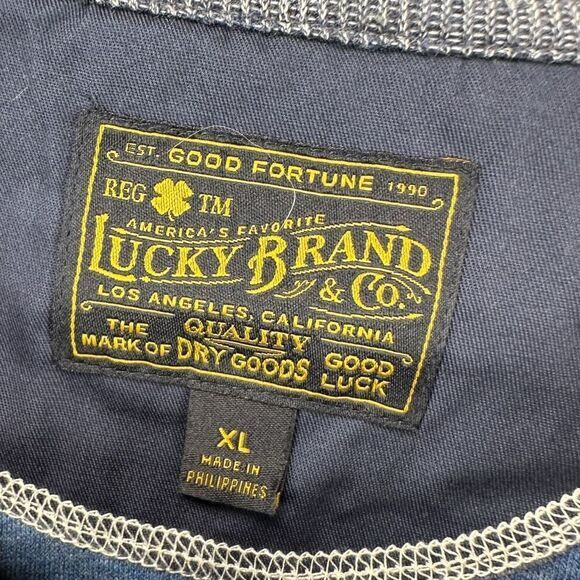 EST. GOOD FORTUNE 1990
REG TM
AMERICA'S FAVORITE
LUCKY BRAND
& CO.
LOS ANGELES, CALIFORNIA
QUALITY
THE MARK OF DRY GOODS GOOD LUCK
XL
MADE IN
PHILIPPINES